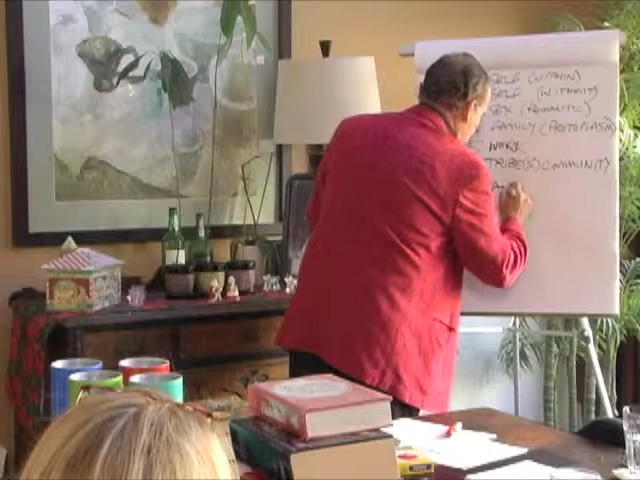 SELF (WITHIN)
SELF (WITHOUT)
SEX (ROMANTIC)
FAMILY (PROTOPLASM)
WORK
TRIBE(S) COMMUNITY